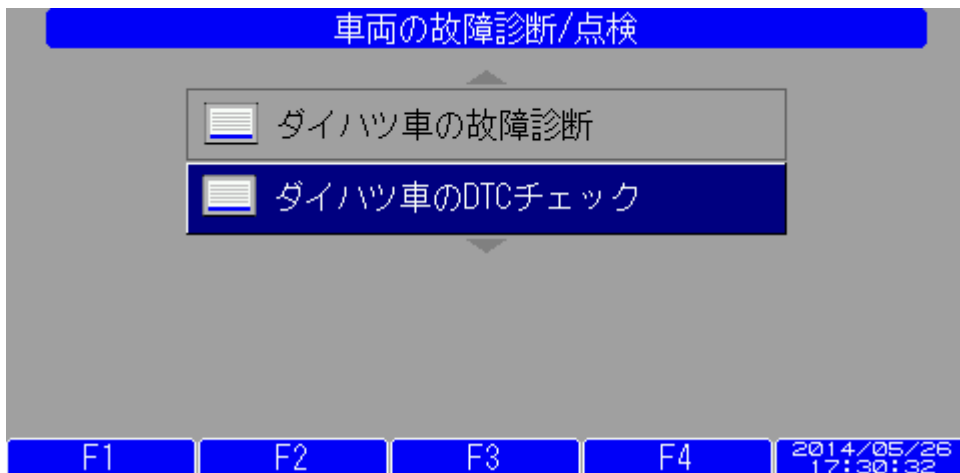 車両の故障診断/点検
ダイハツ車の故障診断
ダイハツ車のDTCチェック
F1
F2
F3
F4
2014/05/26
17:30:32